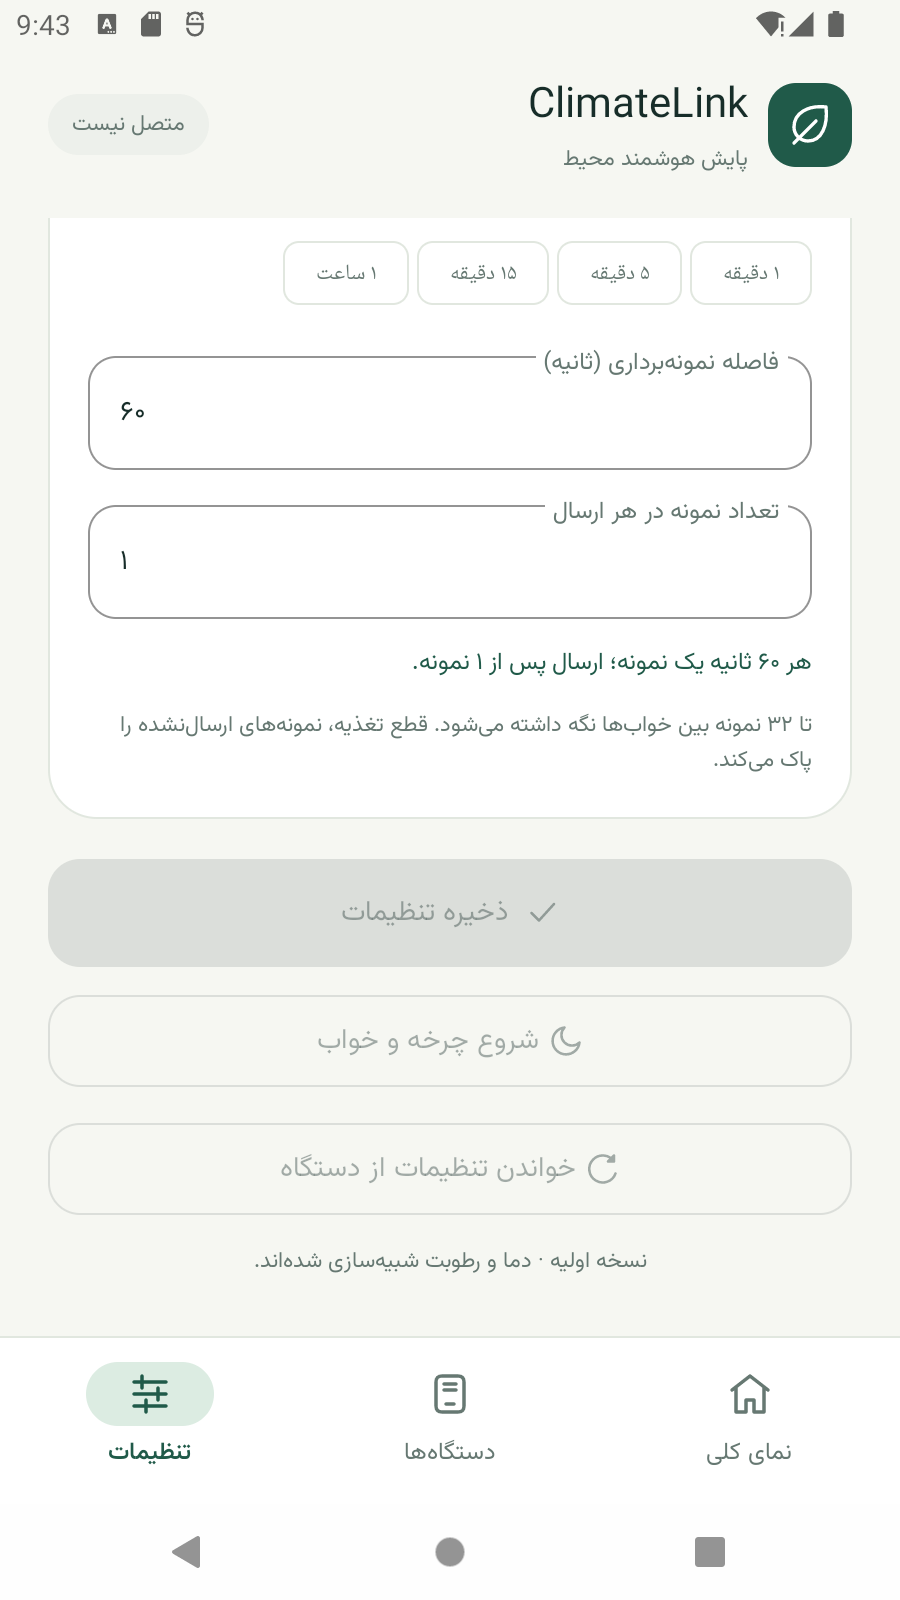 9:43
ClimateLink
پایش هوشمند محیط
متصل نیست
۱ دقیقه
۵ دقیقه
۱۵ دقیقه
۱ ساعت
فاصله نمونه‌برداری (ثانیه)
۶۰
تعداد نمونه در هر ارسال
۱
هر ۶۰ ثانیه یک نمونه؛ ارسال پس از ۱ نمونه.
تا ۳۲ نمونه بین خواب‌ها نگه داشته می‌شود. قطع تغذیه، نمونه‌های ارسال‌نشده را
پاک می‌کند.
ذخیره تنظیمات
شروع چرخه و خواب
خواندن تنظیمات از دستگاه
نسخه اولیه · دما و رطوبت شبیه‌سازی شده‌اند.
نمای کلی
دستگاه‌ها
تنظیمات